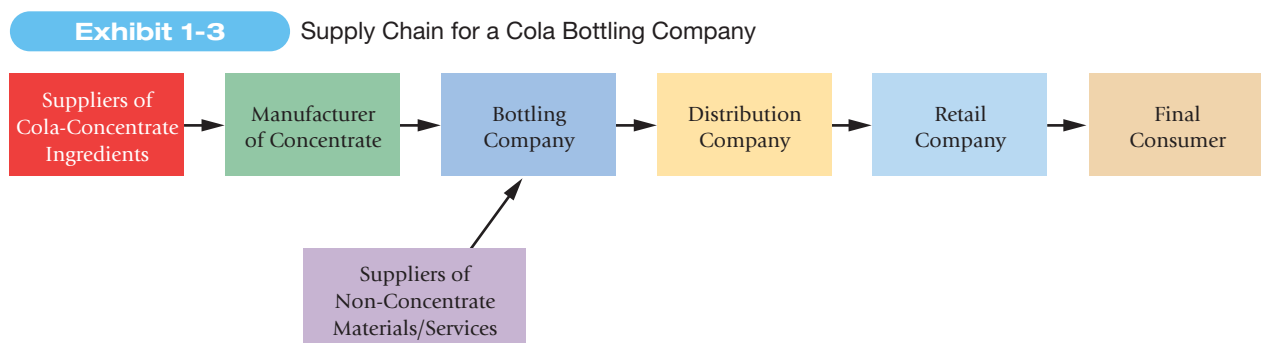 Exhibit 1-3 Supply Chain for a Cola Bottling Company
Suppliers of
Cola-Concentrate
Ingredients
Manufacturer
of Concentrate
Bottling
Company
Distribution
Company
Retail
Company
Final
Consumer
Suppliers of
Non-Concentrate
Materials/Services